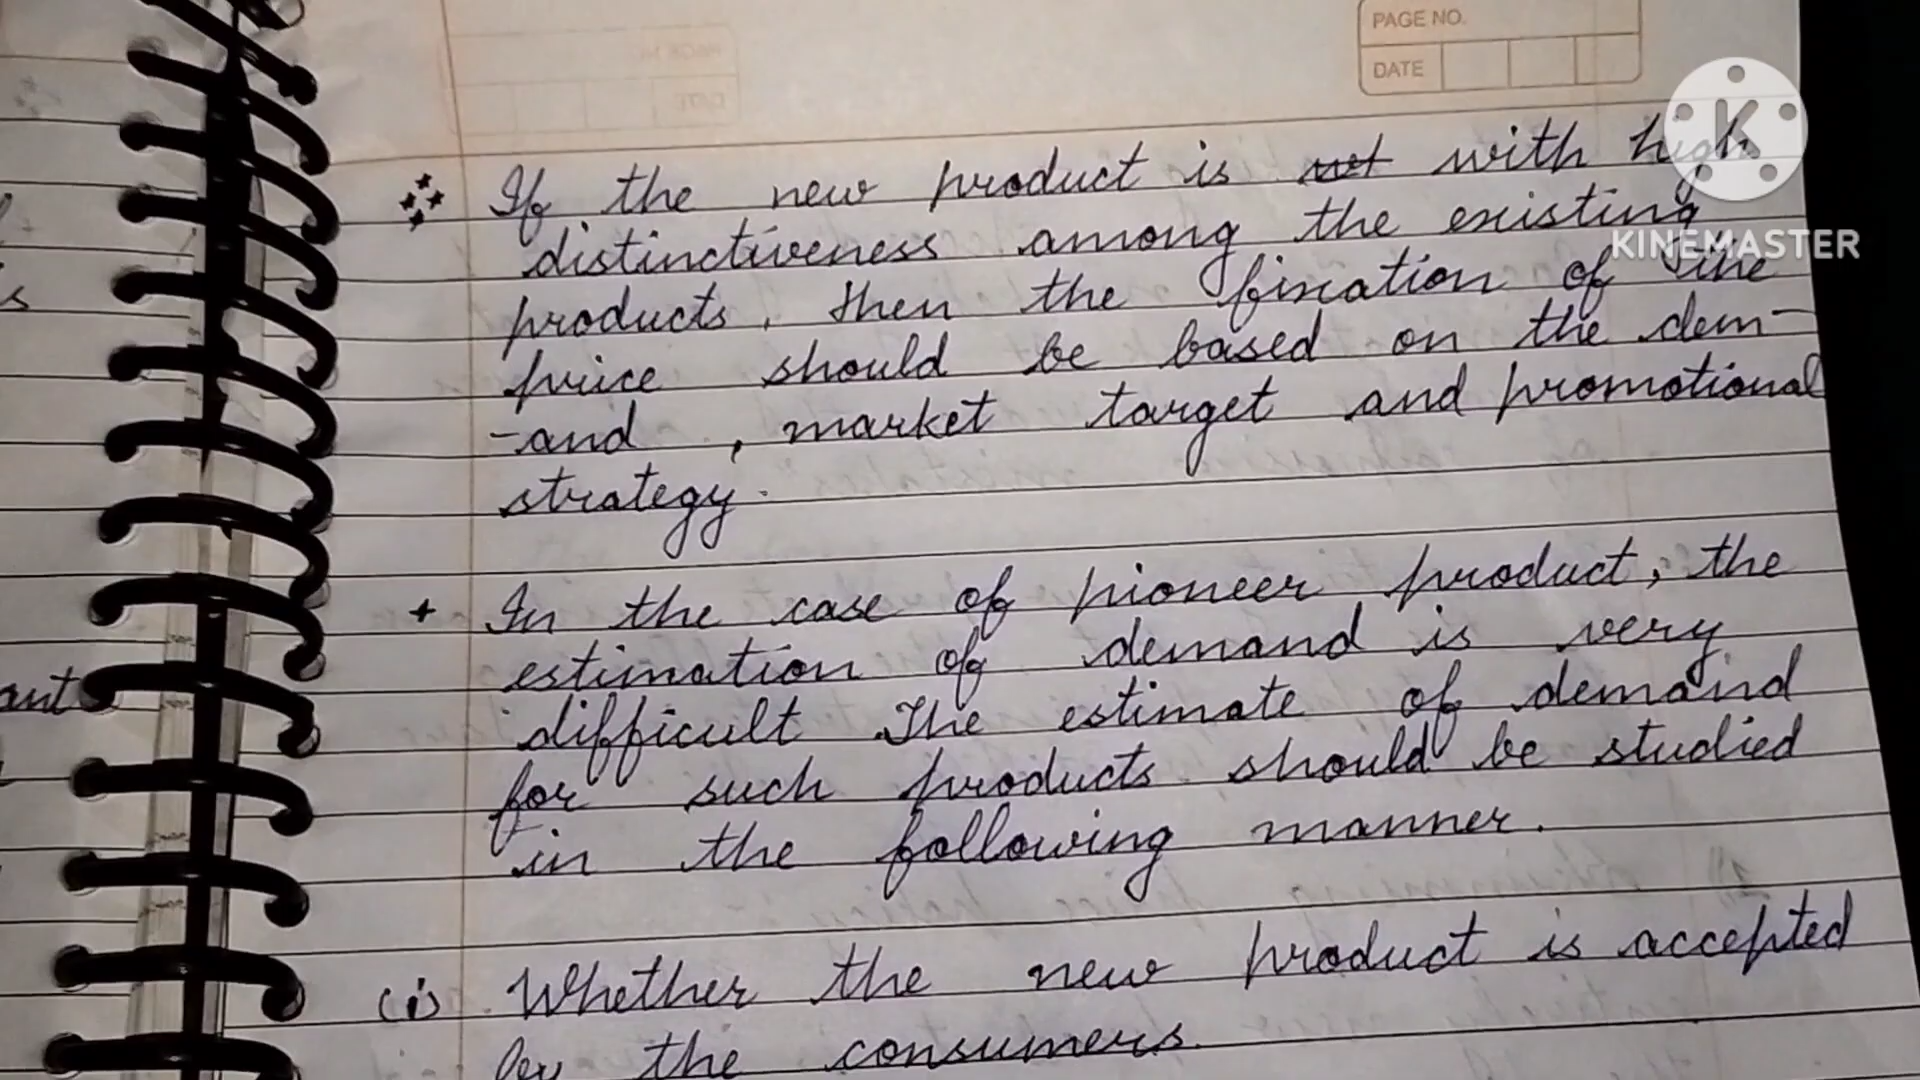 PAGE NO.
DATE
If the new product is not with high
distinctiveness among the existing
KINEMASTER
products, then the fixation of the
price should be based on the dem-
-and, market target and promotional
strategy.
+ In the case of pioneer product, the
estimation of demand is very
difficult. The estimate of demand
for such products should be studied
in the following manner.
(i) Whether the new product is accepted
by the consumers.
ant
s